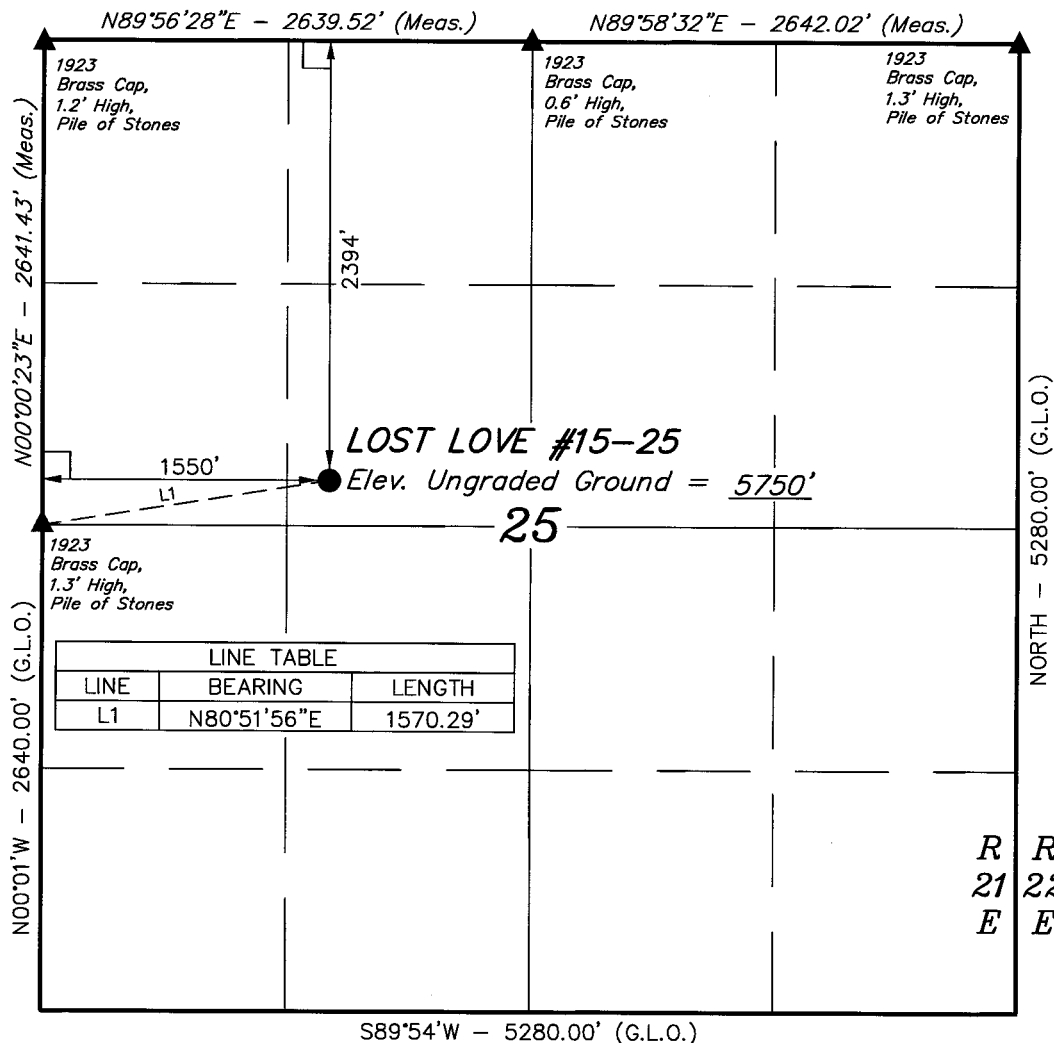 N89°56'28"E - 2639.52' (Meas.)
N89°58'32"E - 2642.02' (Meas.)
1923
Brass Cap,
1.2' High,
Pile of Stones
1923
Brass Cap,
0.6' High,
Pile of Stones
1923
Brass Cap,
1.3' High,
Pile of Stones
N00°00'23"E - 2641.43' (Meas.)
2394'
LOST LOVE #15-25
1550'
Elev. Ungraded Ground = 5750'
L1
25
1923
Brass Cap,
1.3' High,
Pile of Stones
NORTH - 5280.00' (G.L.O.)
LINE TABLE
LINE BEARING LENGTH
L1 N80°51'56"E 1570.29'
N00°01'W - 2640.00' (G.L.O.)
R R
21 22
E E
S89°54'W - 5280.00' (G.L.O.)